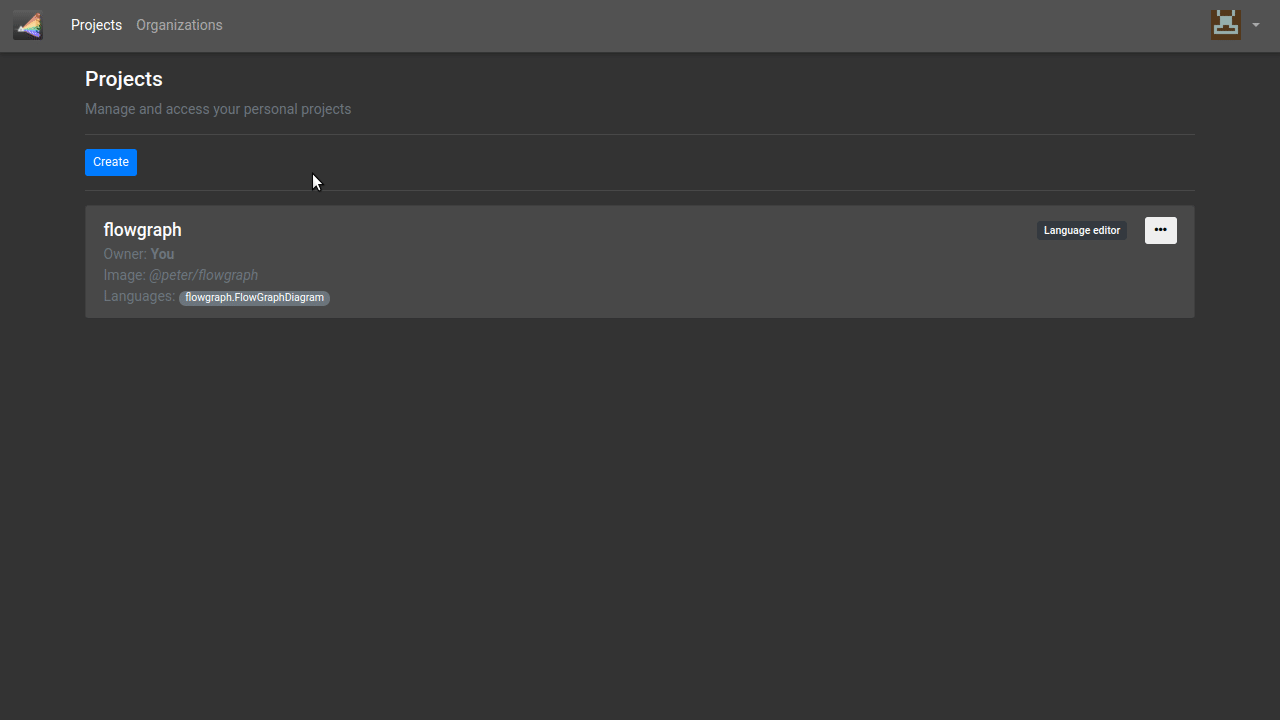 Projects Organizations
Projects
Manage and access your personal projects
Create
flowgraph Language editor •••
Owner: You
Image: @peter/flowgraph
Languages: flowgraph.FlowGraphDiagram